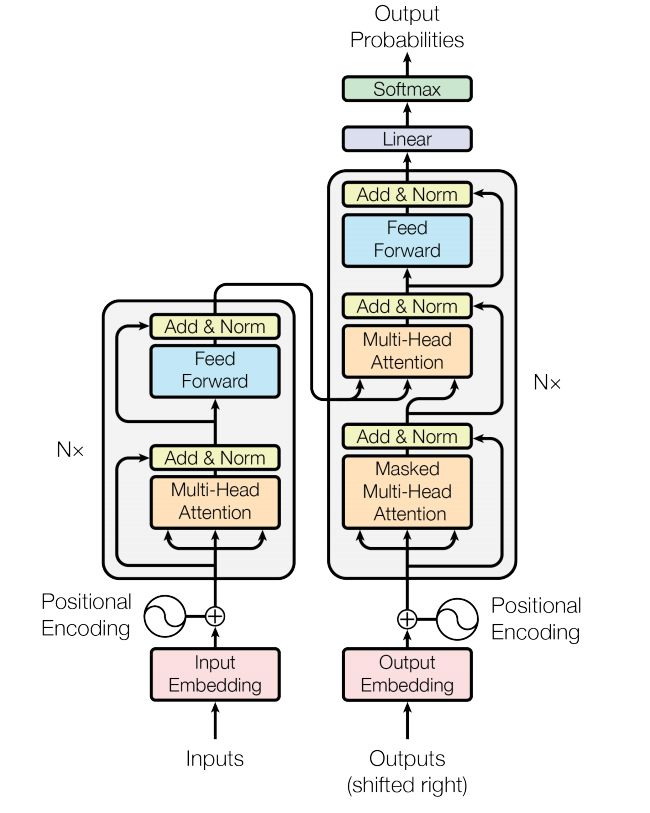 Output
Probabilities
Softmax
Linear
Add & Norm
Feed
Forward
Add & Norm
Multi-Head
Attention
Add & Norm
Masked
Multi-Head
Attention
N×
Add & Norm
Feed
Forward
Add & Norm
Multi-Head
Attention
N×
Positional
Encoding
Positional
Encoding
Input
Embedding
Output
Embedding
Inputs
Outputs
(shifted right)